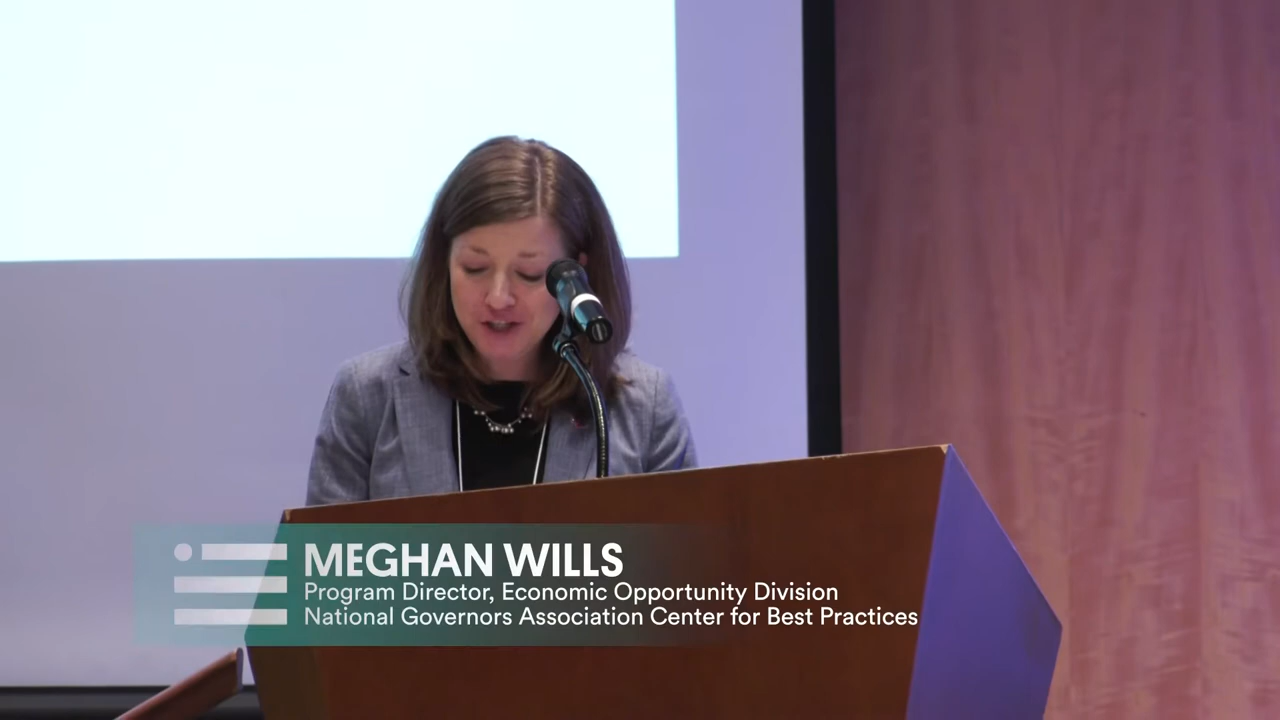 MEGHAN WILLS
Program Director, Economic Opportunity Division
National Governors Association Center for Best Practices